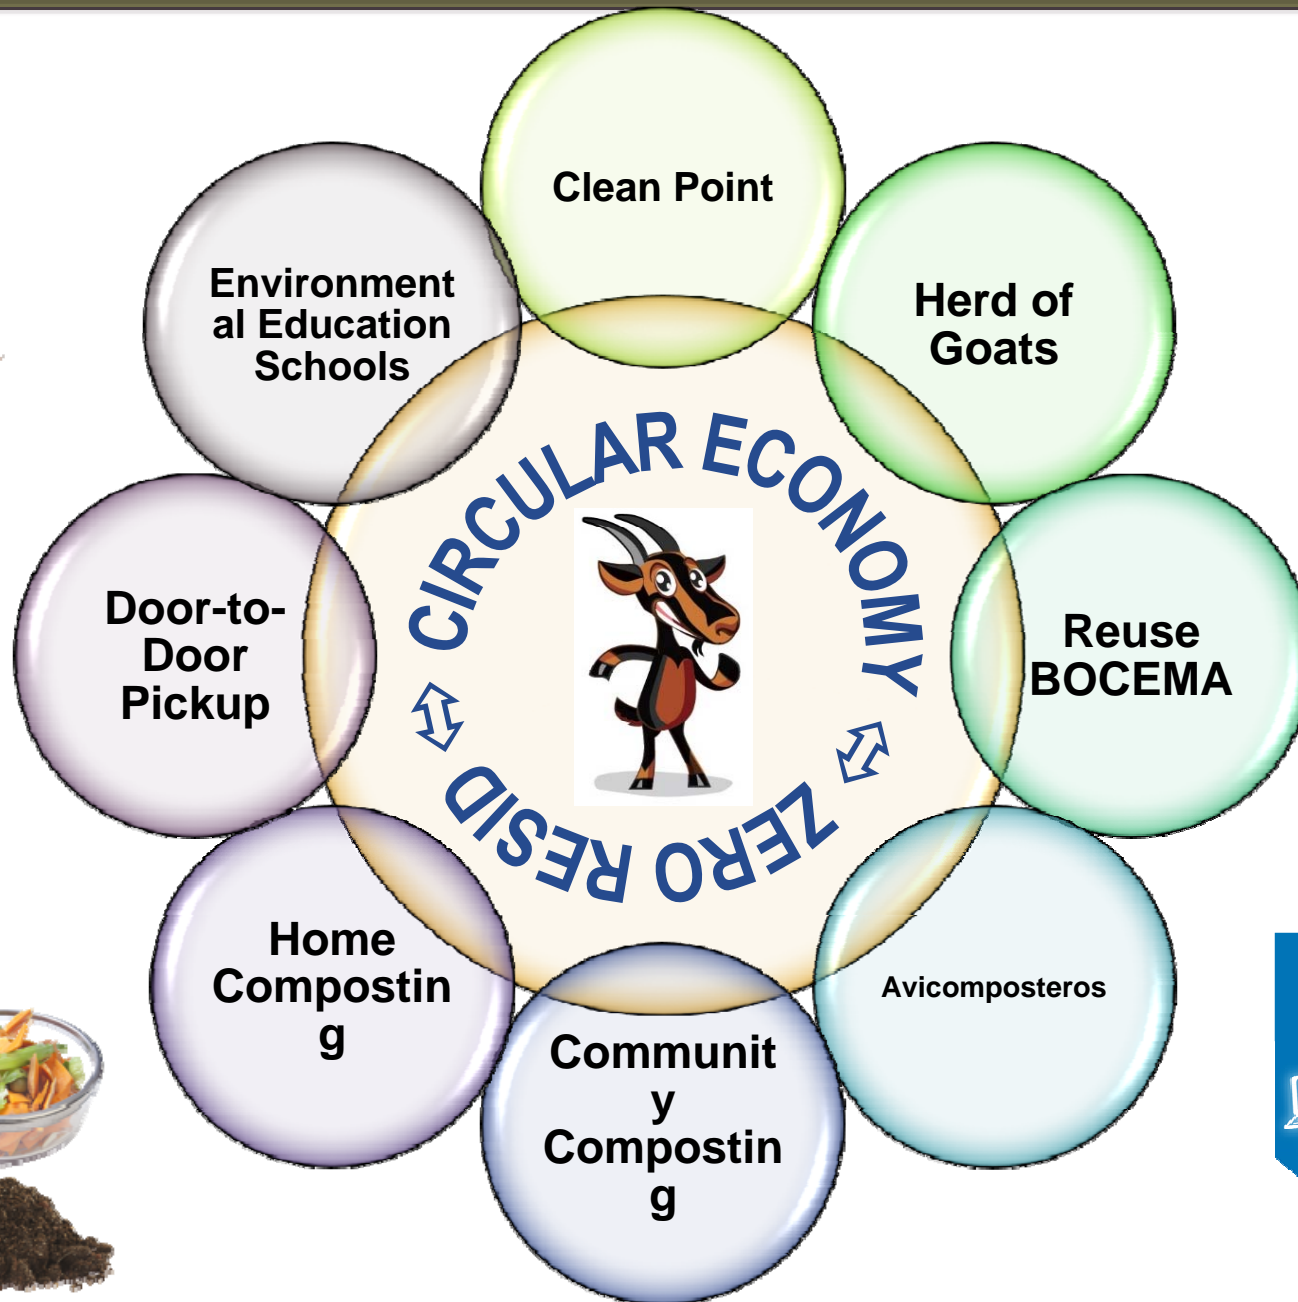 Clean Point
Herd of
Goats
Reuse
BOCEMA
Avicomposteros
Communit
y
Compostin
g
Home
Compostin
g
Door-to-
Door
Pickup
Environment
al Education
Schools
CIRCULAR ECONOMY
ZERO RESID